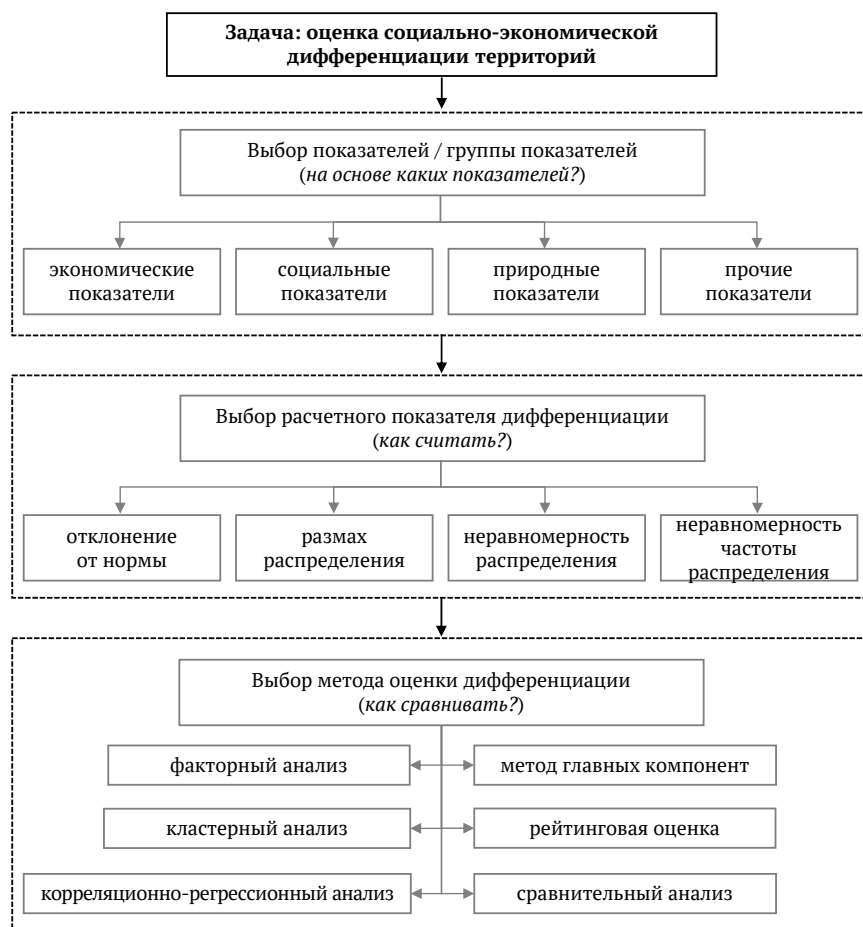 Задача: оценка социально-экономической
дифференциации территорий
Выбор показателей / группы показателей
(на основе каких показателей?)
экономические
показатели
социальные
показатели
природные
показатели
прочие
показатели
Выбор расчетного показателя дифференциации
(как считать?)
отклонение
от нормы
размах
распределения
неравномерность
распределения
неравномерность
частоты
распределения
Выбор метода оценки дифференциации
(как сравнивать?)
факторный анализ
метод главных компонент
кластерный анализ
рейтинговая оценка
корреляционно-регрессионный анализ
сравнительный анализ